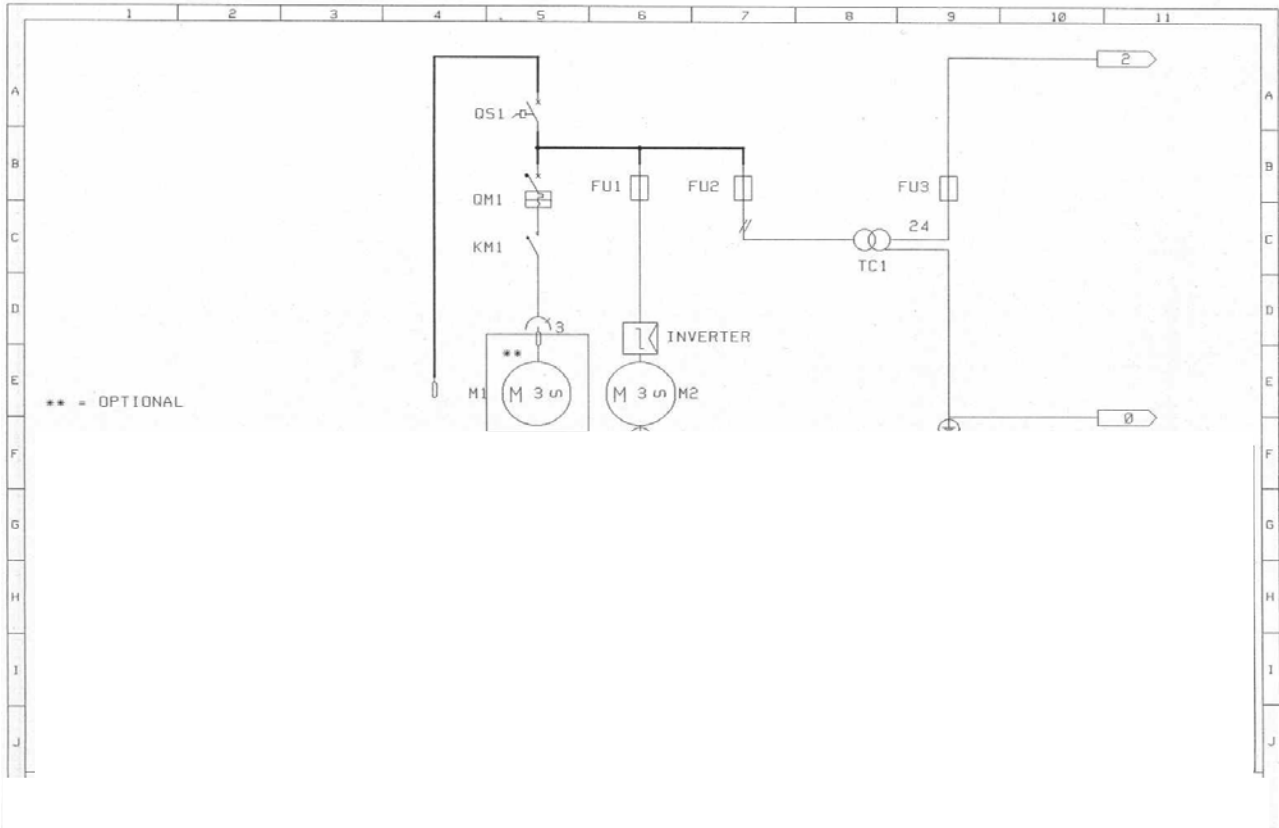 1 2 3 4 5 6 7 8 9 10 11
2
A A
QS1
B B
FU1 FU2 FU3
QM1
24
C C
KM1
TC1
D D
3
INVERTER
**
E E
M1 M 3 ~ M 3 ~ M2
** = OPTIONAL
0
F F
G G
H H
I I
J J